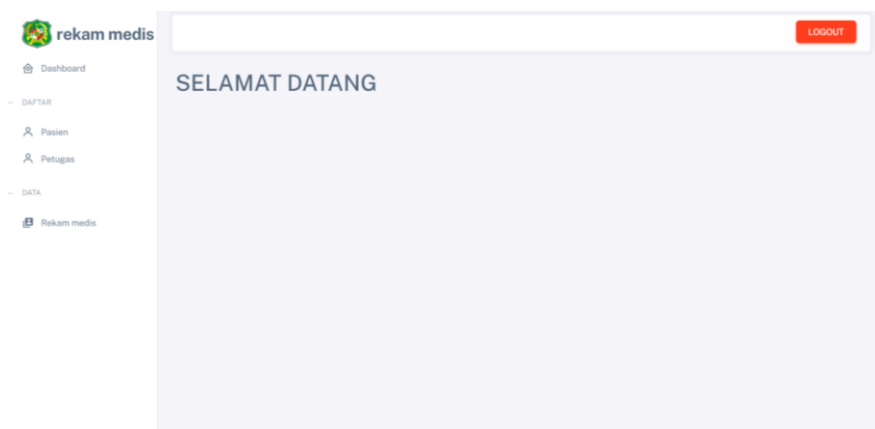 rekam medis
Dashboard
DAFTAR
Pasien
Petugas
DATA
Rekam medis
LOGOUT
SELAMAT DATANG